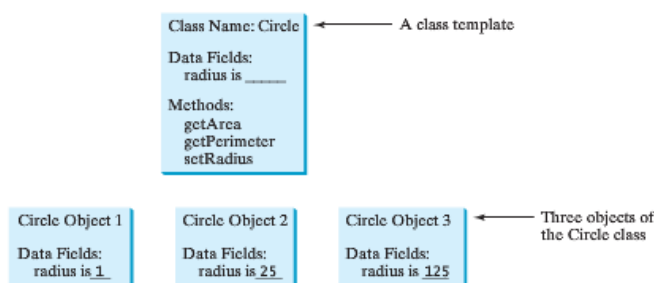 Class Name: Circle
A class template
Data Fields:
radius is _____
Methods:
getArea
getPerimeter
setRadius
Circle Object 1
Circle Object 2
Circle Object 3
Three objects of
the Circle class
Data Fields:
radius is 1
Data Fields:
radius is 25
Data Fields:
radius is 125